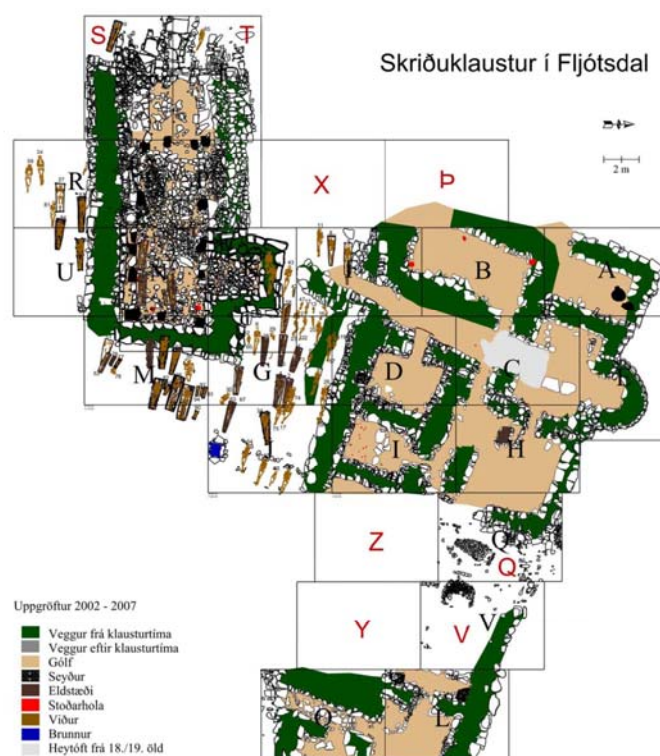 S T
Skriðuklaustur í Fljótsdal
2 m
R X Þ
U B A
M G D C
I H
Z Q
Q
Y V V
O L
Uppgröftur 2002 - 2007
Veggur frá klausturtíma
Veggur eftir klausturtíma
Gólf
Seyður
Eldstæði
Stoðarhola
Viður
Brunnur
Heytóft frá 18./19. öld